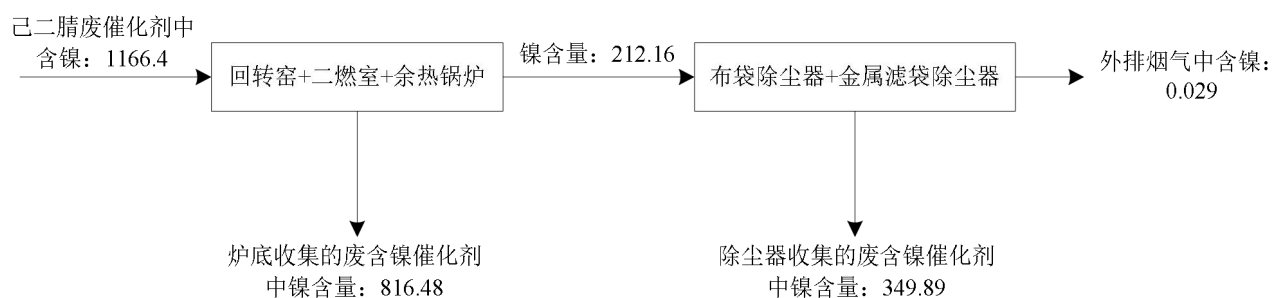 己二腈废催化剂中
含镍：1166.4
回转窑+二燃室+余热锅炉
镍含量：212.16
布袋除尘器+金属滤袋除尘器
外排烟气中含镍：
0.029
炉底收集的废含镍催化剂
中镍含量：816.48
除尘器收集的废含镍催化剂
中镍含量：349.89